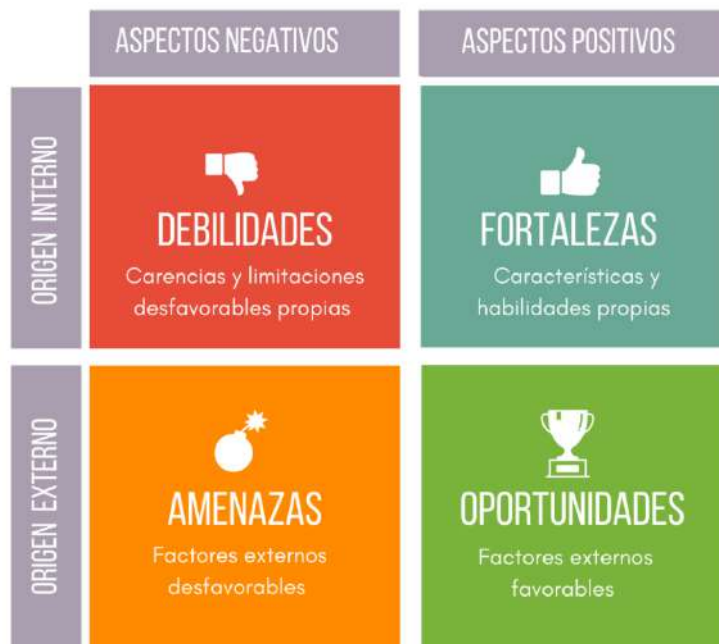 ASPECTOS NEGATIVOS
ASPECTOS POSITIVOS
ORIGEN INTERNO
DEBILIDADES
Carencias y limitaciones
desfavorables propias
FORTALEZAS
Características y
habilidades propias
ORIGEN EXTERNO
AMENAZAS
Factores externos
desfavorables
OPORTUNIDADES
Factores externos
favorables